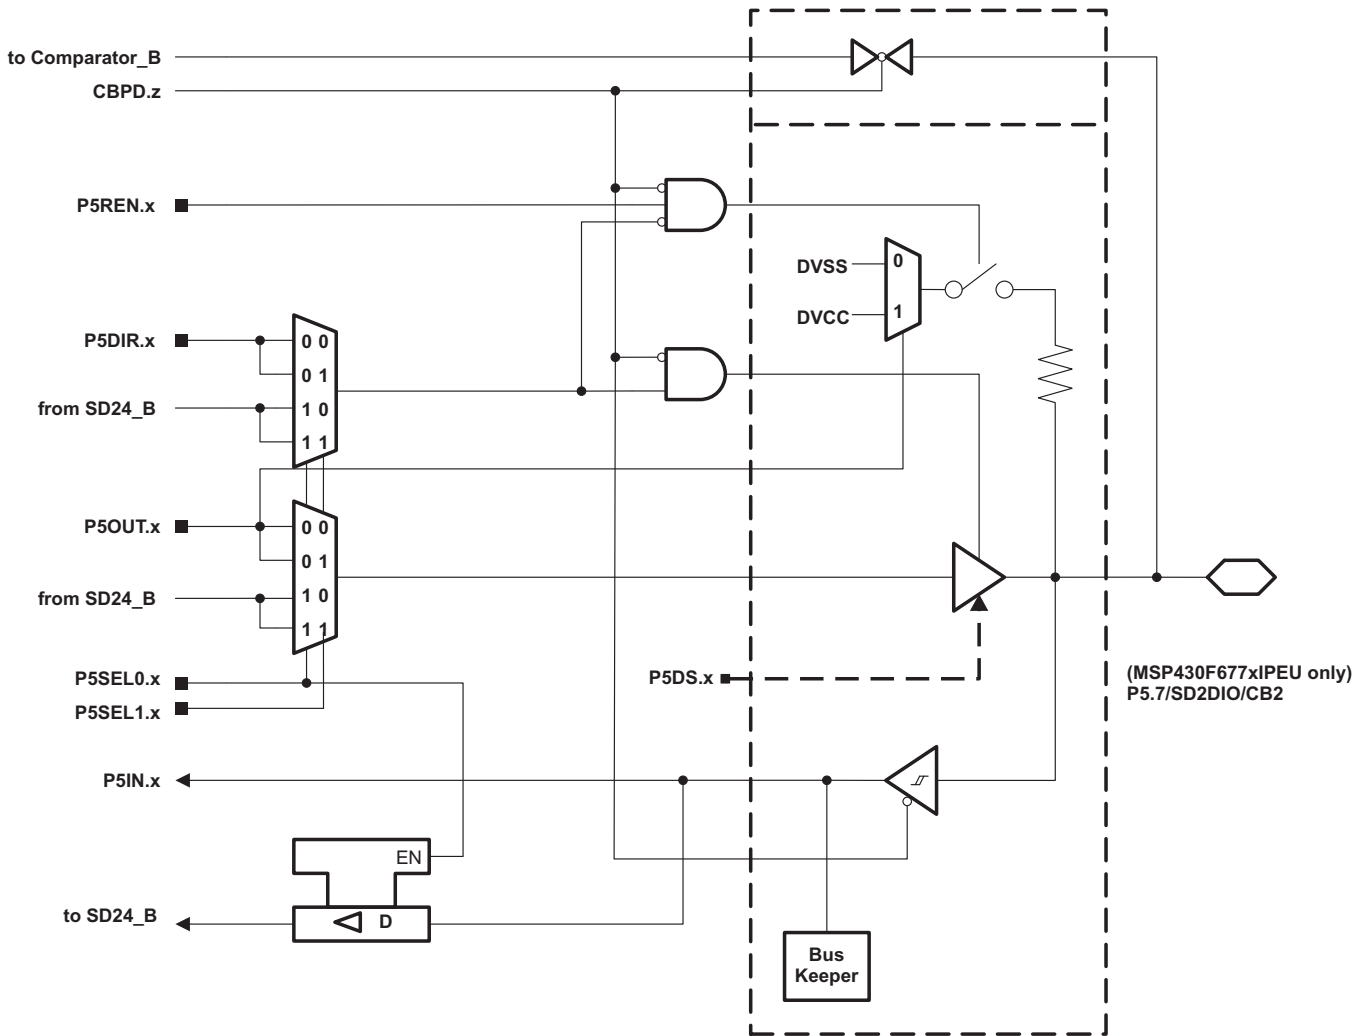 to Comparator_B
CBPD.z
P5REN.x
DVSS
0
DVCC
1
P5DIR.x
0 0
0 1
from SD24_B
1 0
1 1
P5OUT.x
0 0
0 1
from SD24_B
1 0
1 1
P5SEL0.x
P5SEL1.x
P5DS.x
(MSP430F677xIPEU only)
P5.7/SD2DIO/CB2
P5IN.x
EN
to SD24_B
D
Bus
Keeper